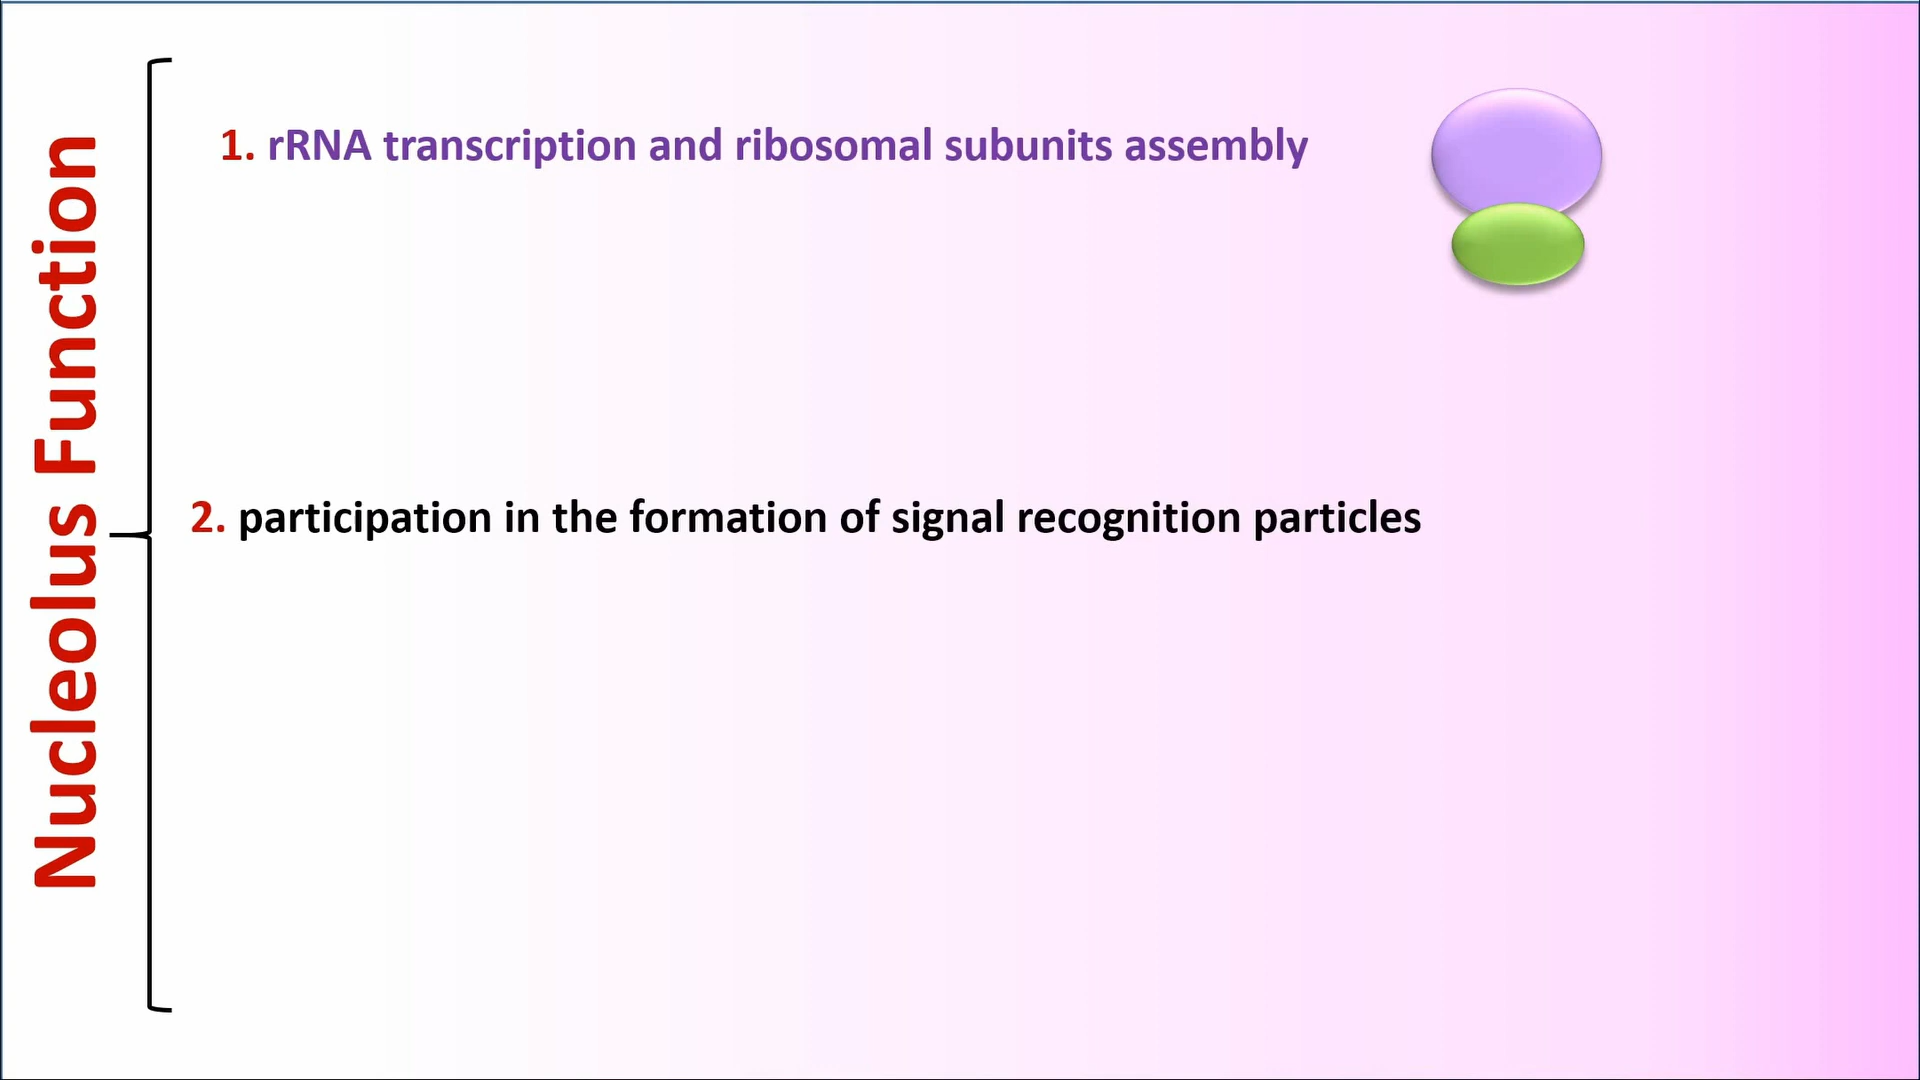 Nucleolus Function
1. rRNA transcription and ribosomal subunits assembly
2. participation in the formation of signal recognition particles